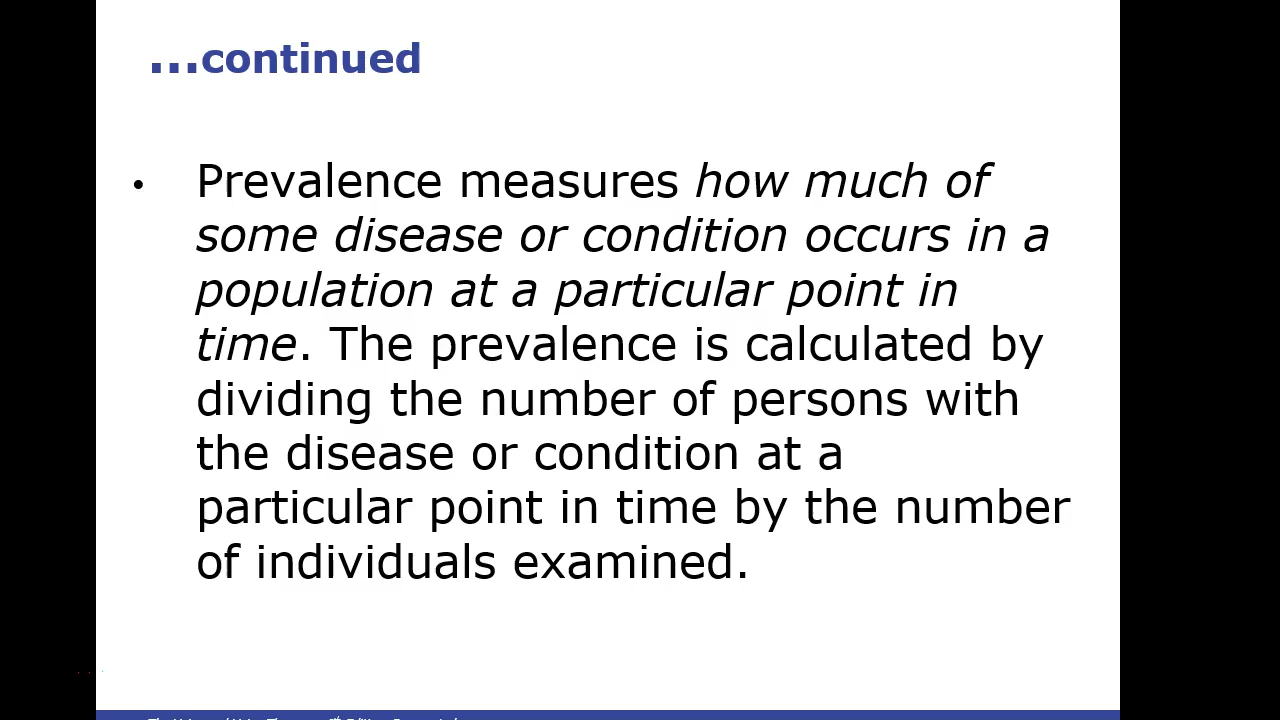 ...continued
• Prevalence measures how much of
some disease or condition occurs in a
population at a particular point in
time. The prevalence is calculated by
dividing the number of persons with
the disease or condition at a
particular point in time by the number
of individuals examined.